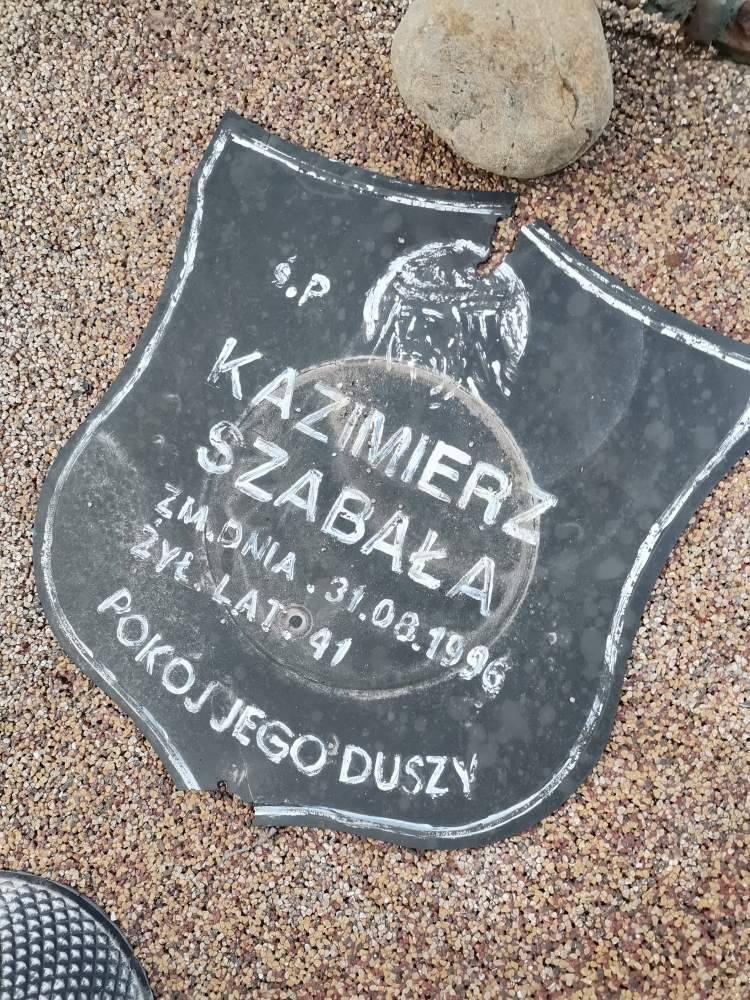 Ś.P
KAZIMIERZ
SZABAŁA
ZM.DNIA.31.08.1996
ŻYŁ.LAT.41
POKÓJ JEGO DUSZY